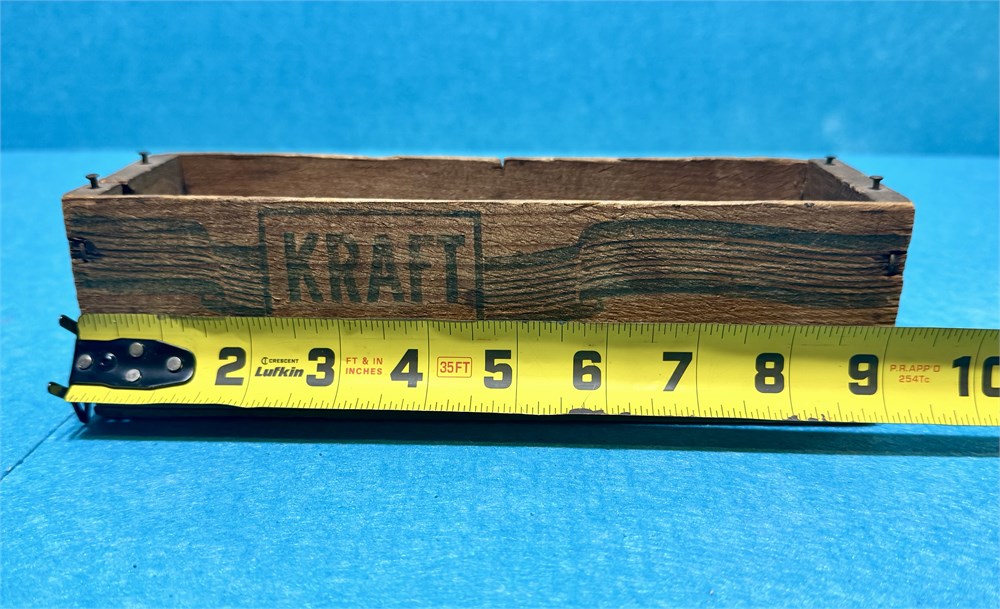 KRAFT
2 CRESCENT Lufkin 3 FT & IN INCHES 4 35FT 5 6 7 8 9 P.R.APP'D 254Tc 10